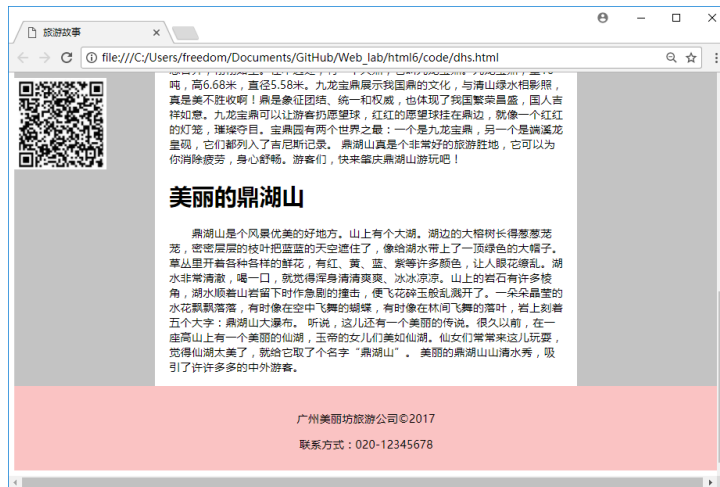 旅游故事
file:///C:/Users/freedom/Documents/GitHub/Web_lab/html6/code/dhs.html
吨，高6.68米，直径5.58米。九龙宝鼎展示我国鼎的文化，与清山绿水相影照，
真是美不胜收啊！鼎是象征团结、统一和权威，也体现了我国繁荣昌盛，国人吉
祥如意。九龙宝鼎可以让游客扔愿望球，红红的愿望球挂在鼎边，就像一个红红
的灯笼，璀璨夺目。宝鼎园有两个世界之最：一个是九龙宝鼎，另一个是端溪龙
皇砚，它们都列入了吉尼斯记录。 鼎湖山真是个非常好的旅游胜地，它可以为
你消除疲劳，身心舒畅。游客们，快来肇庆鼎湖山游玩吧！
美丽的鼎湖山
鼎湖山是个风景优美的好地方。山上有个大湖。湖边的大榕树长得葱葱茏
茏，密密层层的枝叶把蓝蓝的天空遮住了，像给湖水带上了一顶绿色的大帽子。
草丛里开着各种各样的鲜花，有红、黄、蓝、紫等许多颜色，让人眼花缭乱。湖
水非常清澈，喝一口，就觉得浑身清清爽爽、冰冰凉凉。山上的岩石有许多棱
角，湖水顺着山岩留下时作急剧的撞击，便飞花碎玉般乱溅开了。一朵朵晶莹的
水花飘飘落落，有时像在空中飞舞的蝴蝶，有时像在林间飞舞的落叶，岩上刻着
五个大字：鼎湖山大瀑布。 听说，这儿还有一个美丽的传说。很久以前，在一
座高山上有一个美丽的仙湖，玉帝的女儿们美如仙湖。仙女们常常来这儿玩耍，
觉得仙湖太美了，就给它取了个名字“鼎湖山”。 美丽的鼎湖山山清水秀，吸
引了许许多多的中外游客。
广州美丽坊旅游公司©2017
联系方式：020-12345678